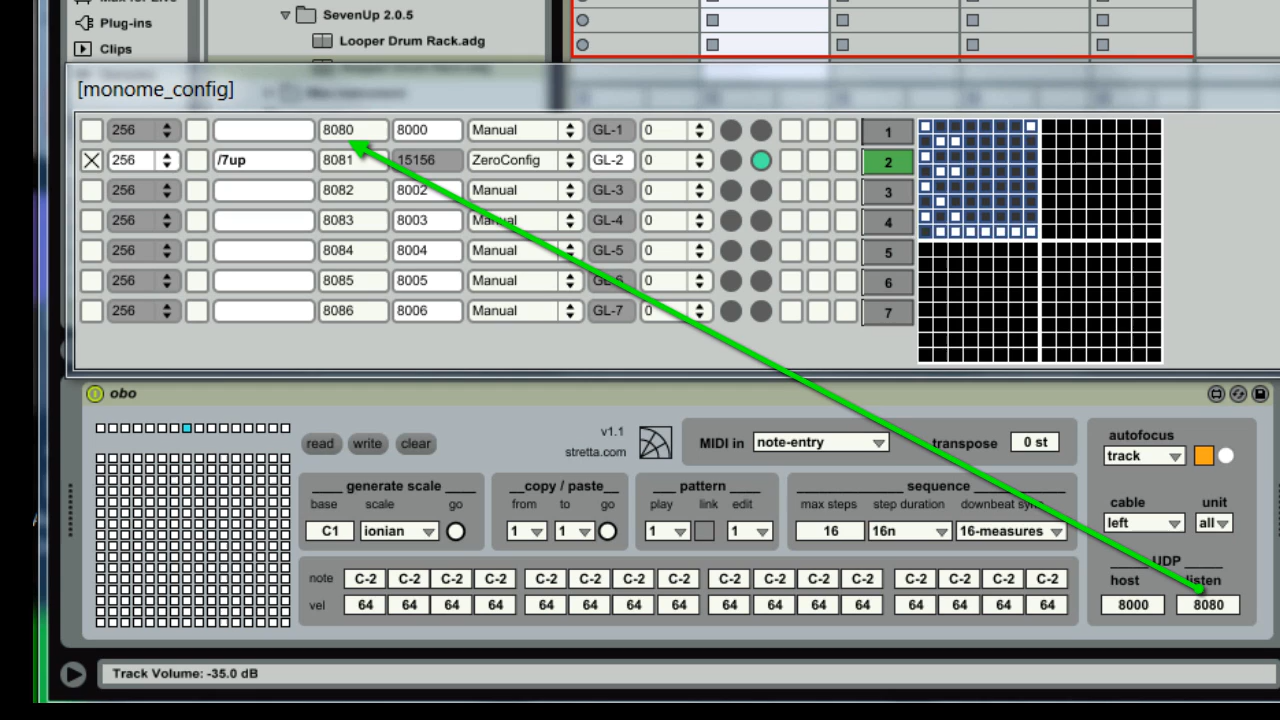 Max for Live
SevenUp 2.0.5
Plug-ins
Looper Drum Rack.adg
Clips
[monome_config]
256 8080 8000 Manual GL-1 0 1
256 /7up 8081 15156 ZeroConfig GL-2 0 2
256 8082 8002 Manual GL-3 0 3
256 8083 8003 Manual GL-4 0 4
256 8084 8004 Manual GL-5 0 5
256 8085 8005 Manual GL-6 0 6
256 8086 8006 Manual GL-7 0 7
obo
read write clear
v1.1
stretta.com
MIDI in note-entry transpose 0 st
autofocus
track
generate scale copy / paste pattern sequence
base scale go from to go play link edit max steps step duration downbeat sync
C1 ionian 1 1 1 1 16 16n 16-measures
cable unit
left all
UDP
host listen
8000 8080
note C-2 C-2 C-2 C-2 C-2 C-2 C-2 C-2 C-2 C-2 C-2 C-2 C-2 C-2 C-2 C-2
vel 64 64 64 64 64 64 64 64 64 64 64 64 64 64 64 64
Track Volume: -35.0 dB